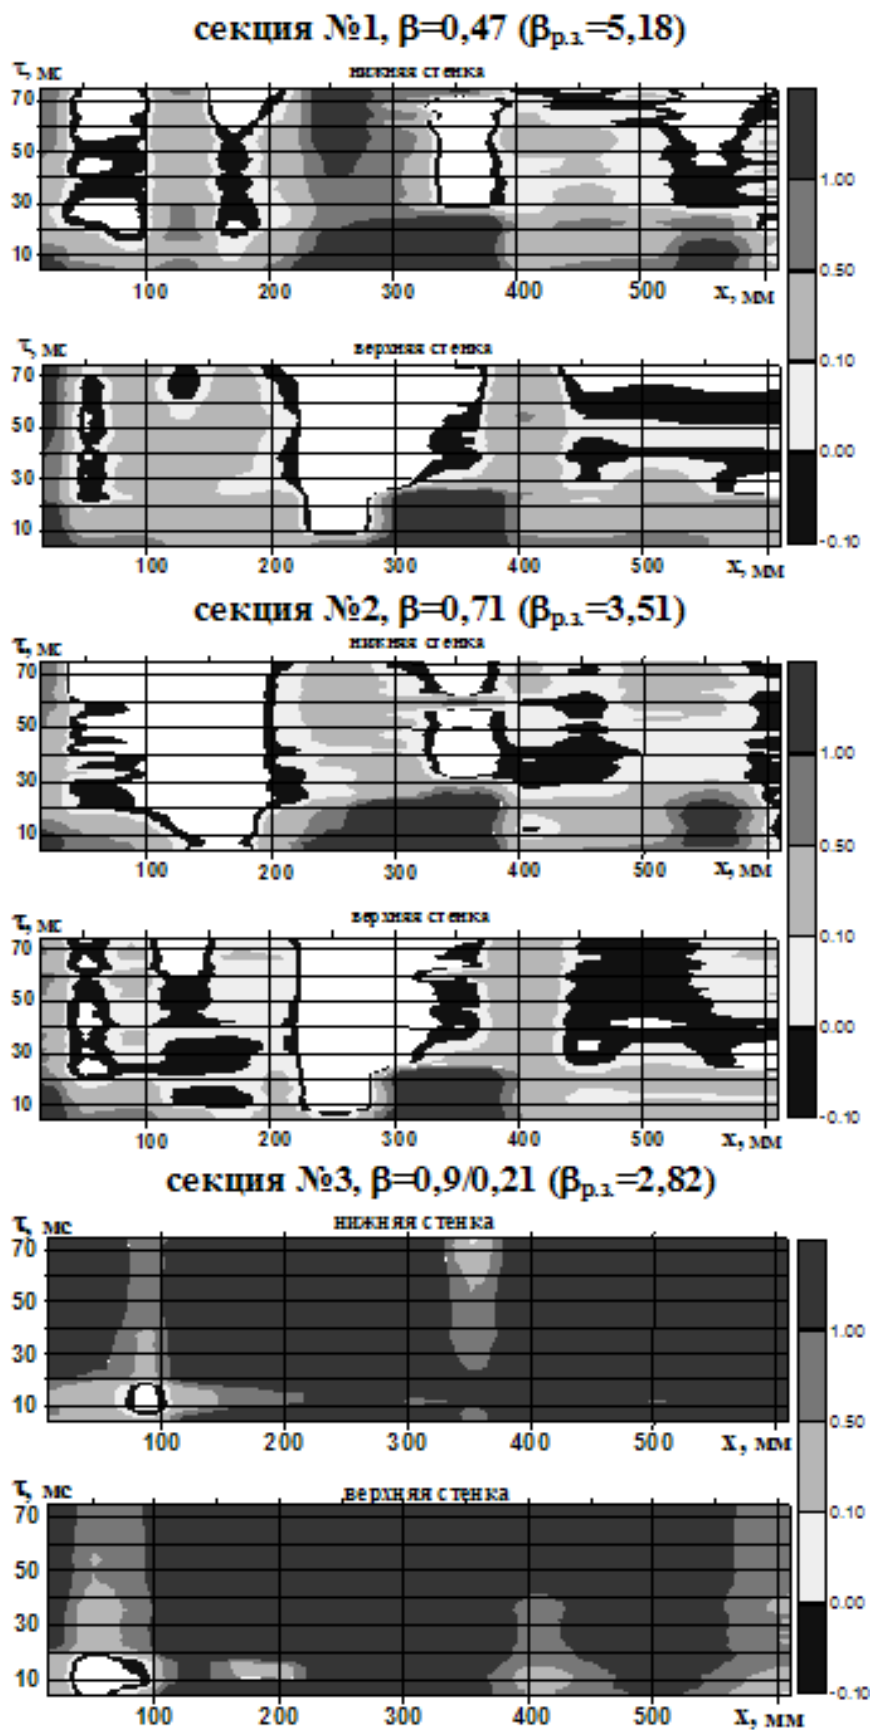 секция №1, β=0,47 (βр.з.=5,18)
τ, мс нижняя стенка
70
50
30
10
100 200 300 400 500 x, мм
1.00
0.50
0.10
0.00
-0.10
τ, мс верхняя стенка
70
50
30
10
100 200 300 400 500 x, мм
секция №2, β=0,71 (βр.з.=3,51)
τ, мс нижняя стенка
70
50
30
10
100 200 300 400 500 x, мм
1.00
0.50
0.10
0.00
-0.10
τ, мс верхняя стенка
70
50
30
10
100 200 300 400 500 x, мм
секция №3, β=0,9/0,21 (βр.з.=2,82)
τ, мс нижняя стенка
70
50
30
10
100 200 300 400 500 x, мм
1.00
0.50
0.10
0.00
-0.10
τ, мс верхняя стенка
70
50
30
10
100 200 300 400 500 x, мм